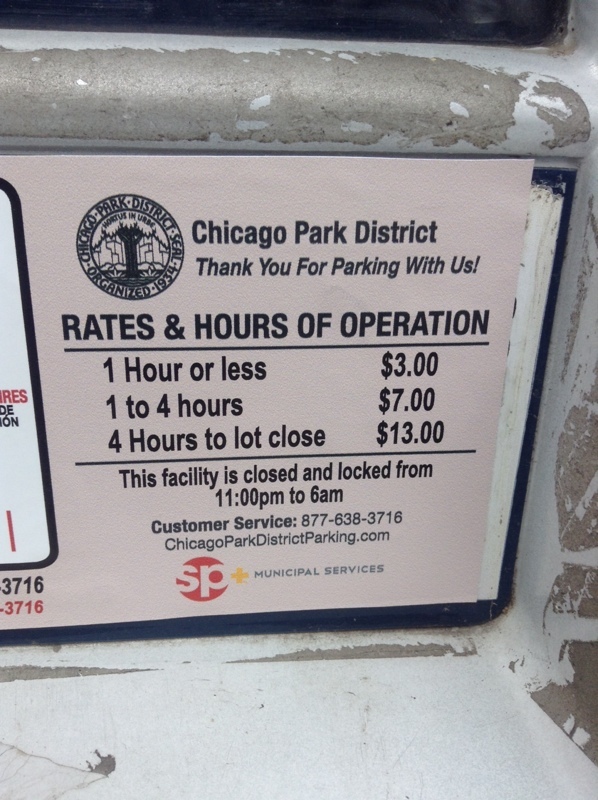 CHICAGO·PARK·DISTRICT·SEAL·
HORTUS IN URBE
ORGANIZED·1934
Chicago Park District
Thank You For Parking With Us!
RATES & HOURS OF OPERATION
1 Hour or less $3.00
1 to 4 hours $7.00
4 Hours to lot close $13.00
This facility is closed and locked from
11:00pm to 6am
Customer Service: 877-638-3716
ChicagoParkDistrictParking.com
sp+ MUNICIPAL SERVICES
IRES
DE
IÓN
-3716
-3716